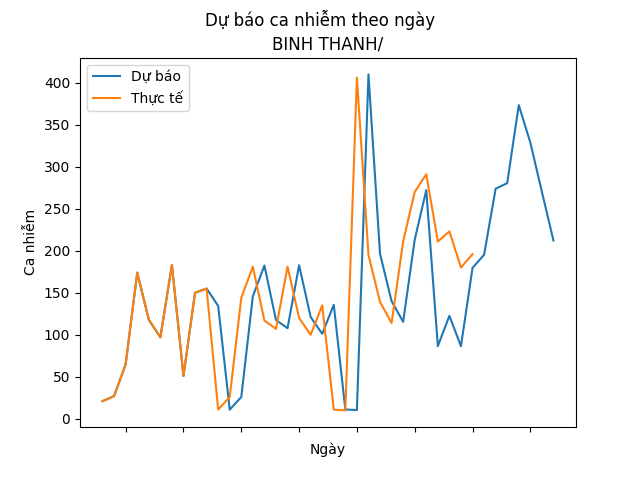 Dự báo ca nhiễm theo ngày
BINH THANH/
Dự báo
Thực tế
400
350
300
250
200
150
100
50
0
Ca nhiễm
Ngày